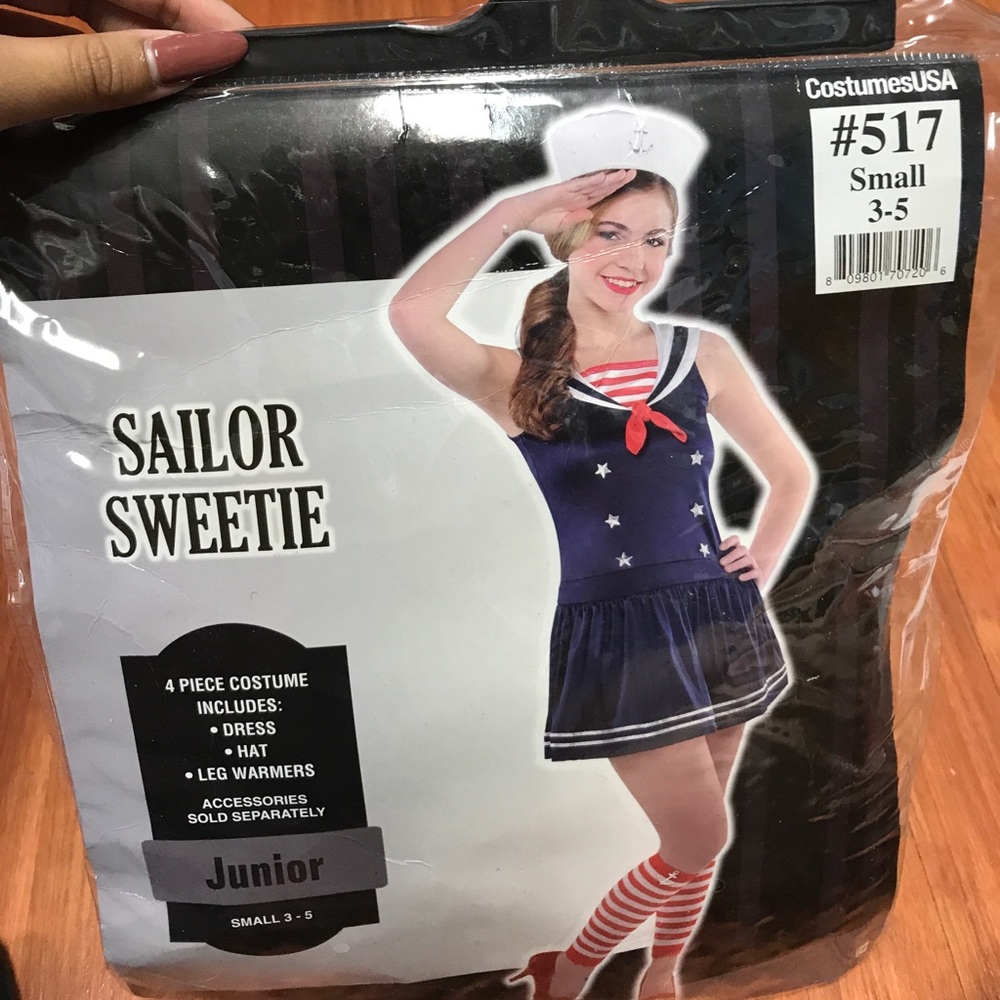 CostumesUSA
#517
Small
3-5
8 09801 70720 6
SAILOR
SWEETIE
4 PIECE COSTUME
INCLUDES:
• DRESS
• HAT
• LEG WARMERS
ACCESSORIES
SOLD SEPARATELY
Junior
SMALL 3 - 5